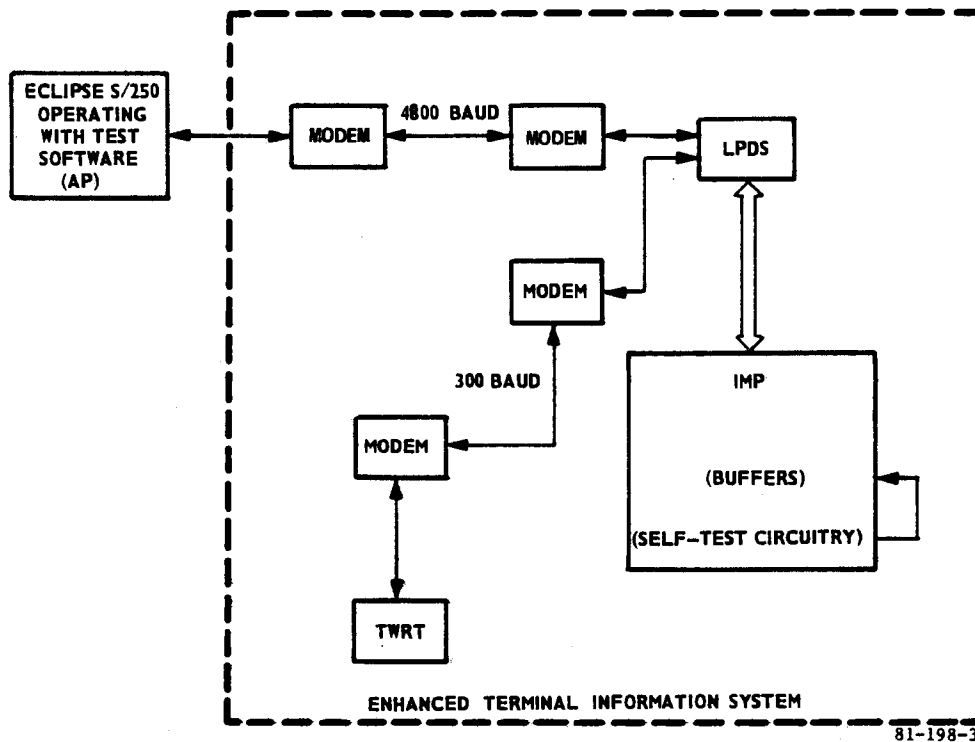 ECLIPSE S/250
OPERATING
WITH TEST
SOFTWARE
(AP)
MODEM
4800 BAUD
MODEM
LPDS
MODEM
300 BAUD
IMP
MODEM
(BUFFERS)
(SELF-TEST CIRCUITRY)
TWRT
ENHANCED TERMINAL INFORMATION SYSTEM
81-198-3